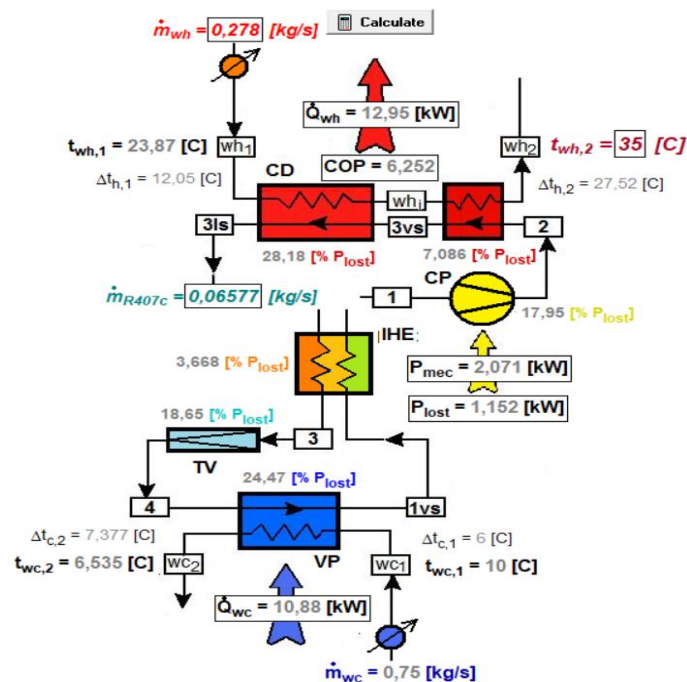 ṁwh = 0,278 [kg/s]
Calculate
Q̇wh = 12,95 [kW]
twh,1 = 23,87 [C]
wh1
wh2
twh,2 = 35 [C]
COP = 6,252
Δth,1 = 12,05 [C]
CD
whi
Δth,2 = 27,52 [C]
3ls
3vs
2
28,18 [% Plost]
7,086 [% Plost]
ṁR407c = 0,06577 [kg/s]
1
CP
17,95 [% Plost]
IHE
3,668 [% Plost]
Pmec = 2,071 [kW]
Plost = 1,152 [kW]
18,65 [% Plost]
3
TV
24,47 [% Plost]
4
1vs
Δtc,2 = 7,377 [C]
Δtc,1 = 6 [C]
twc,2 = 6,535 [C]
wc2
VP
wc1
twc,1 = 10 [C]
Q̇wc = 10,88 [kW]
ṁwc = 0,75 [kg/s]